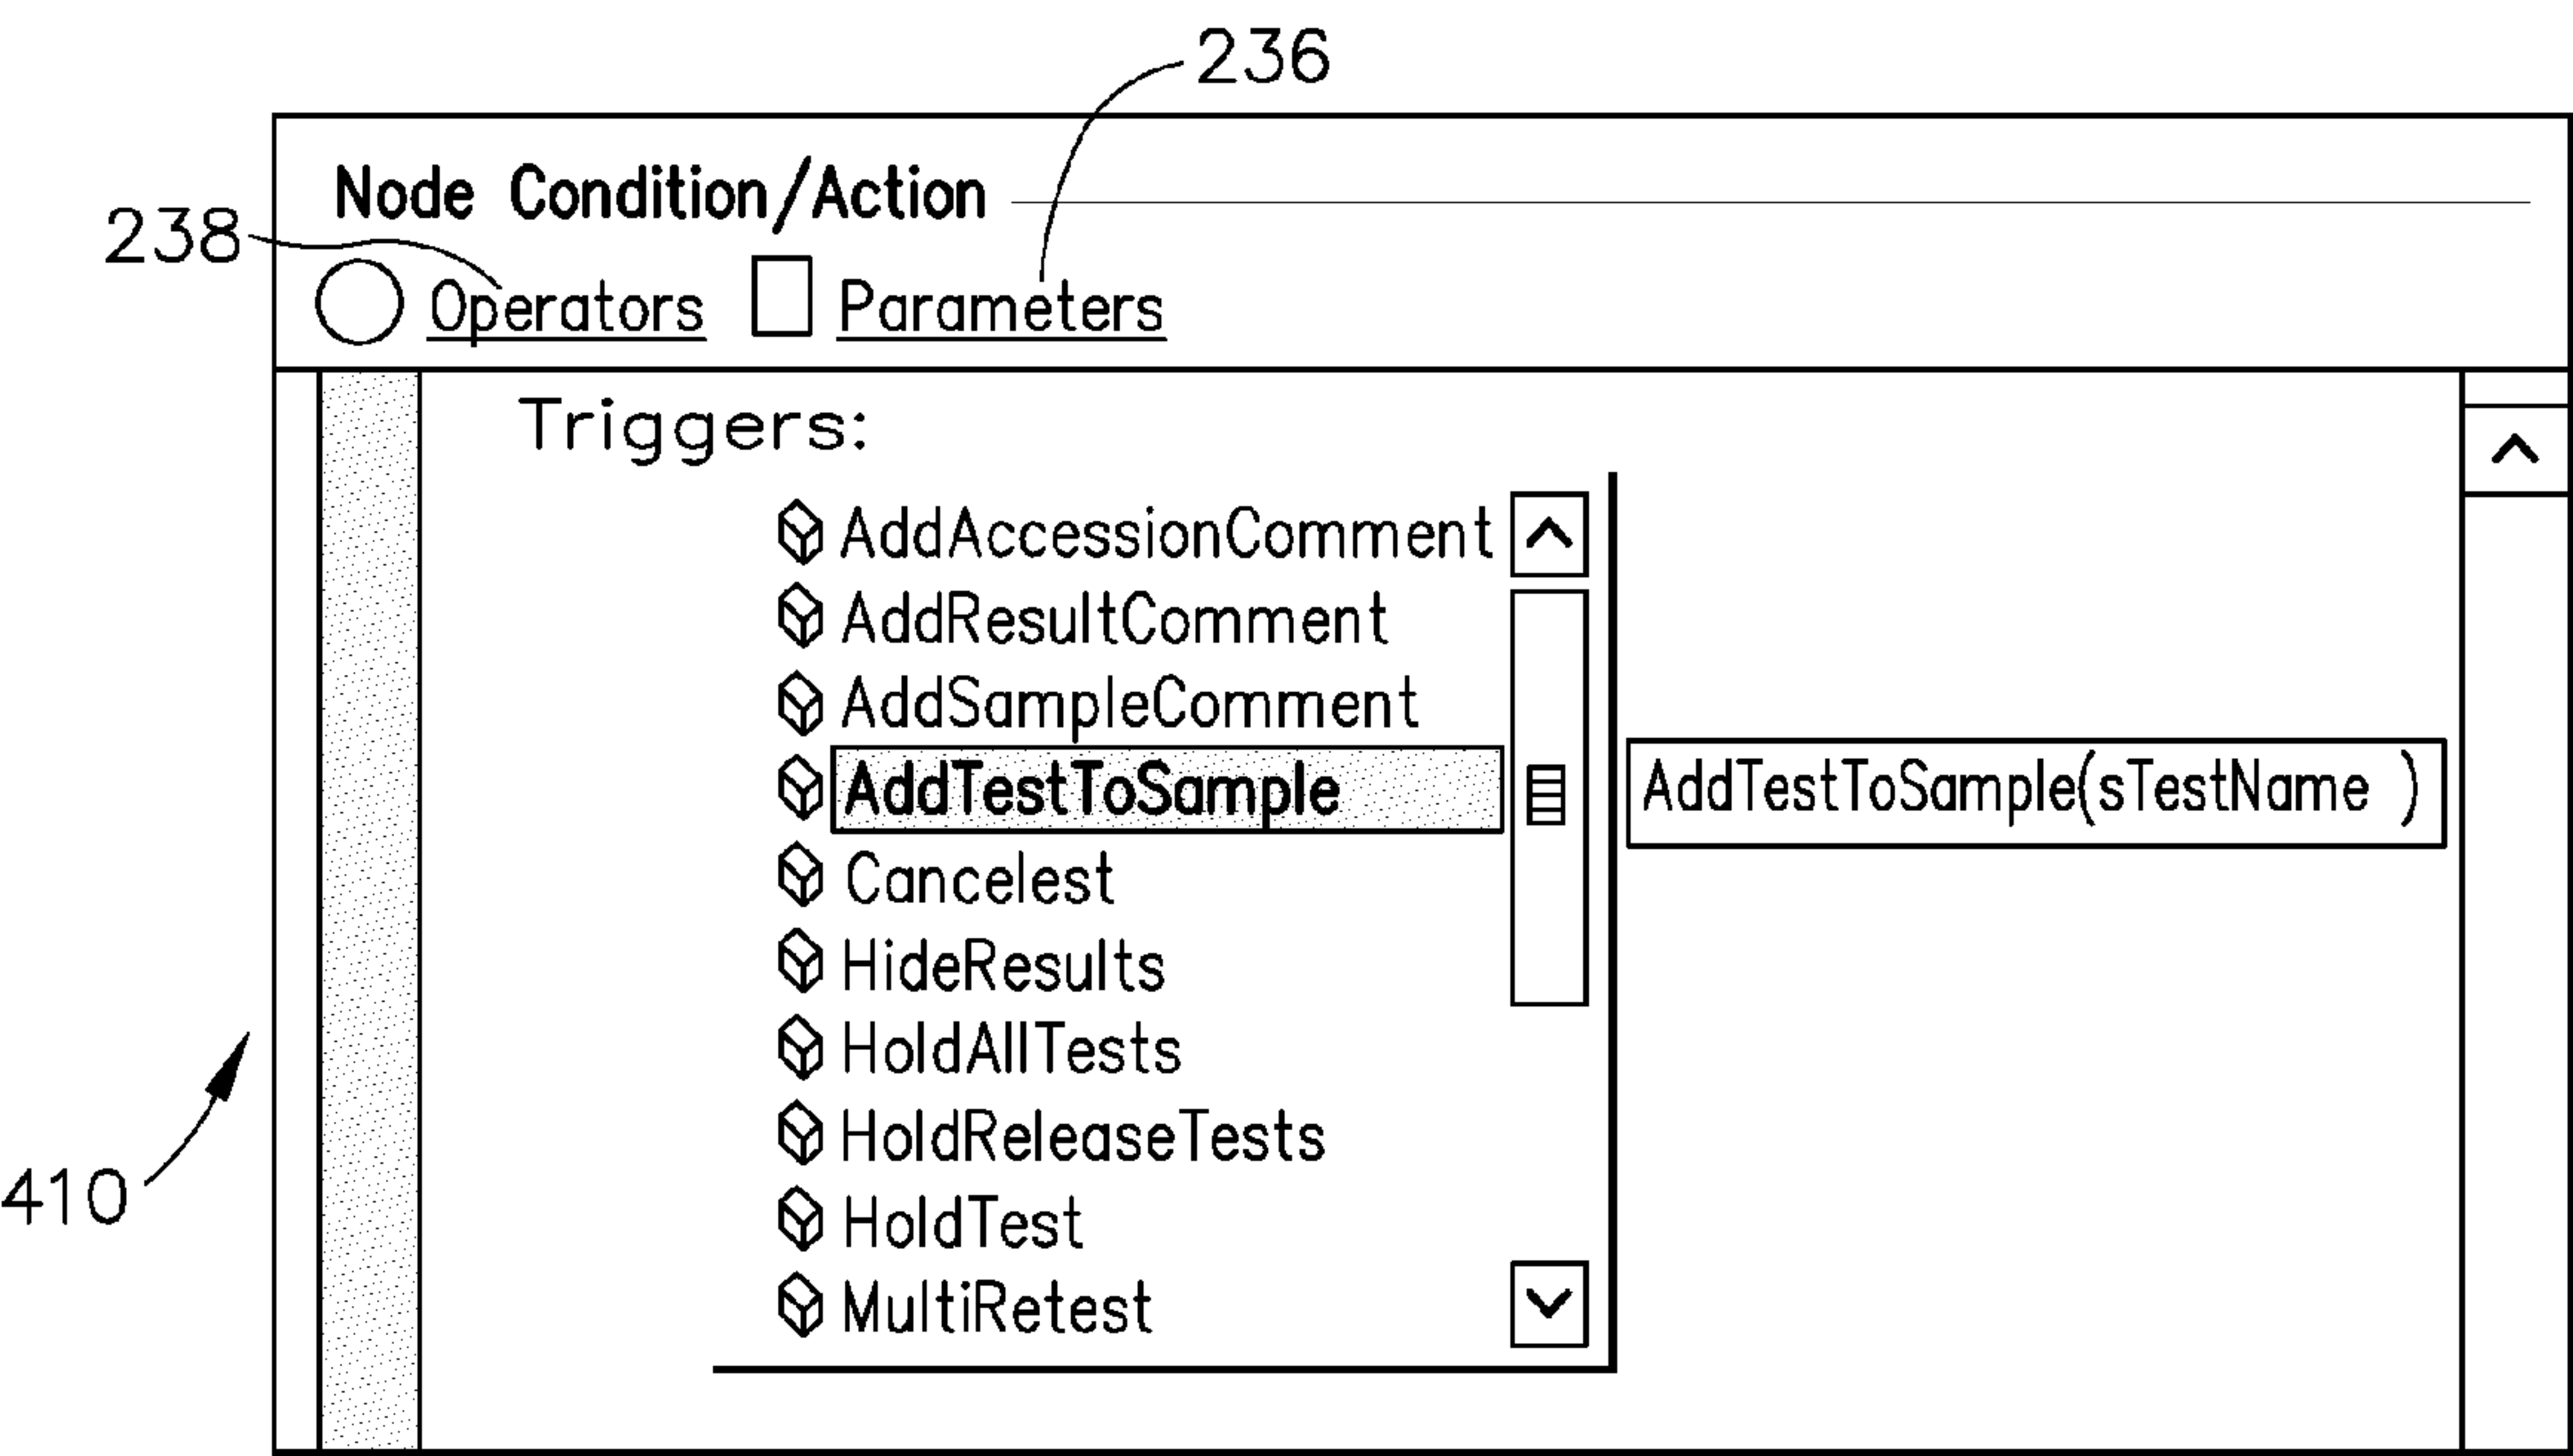 236
Node Condition/Action
238
Operators Parameters
Triggers:
AddAccessionComment
AddResultComment
AddSampleComment
AddTestToSample AddTestToSample(sTestName )
Cancelest
HideResults
HoldAllTests
HoldReleaseTests
410
HoldTest
MultiRetest